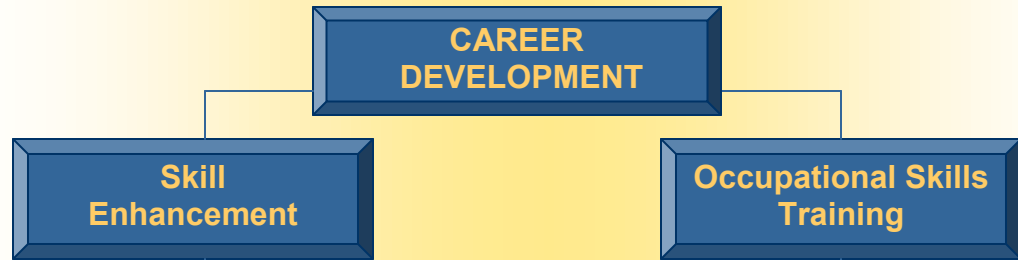 CAREER
DEVELOPMENT
Skill
Enhancement
Occupational Skills
Training